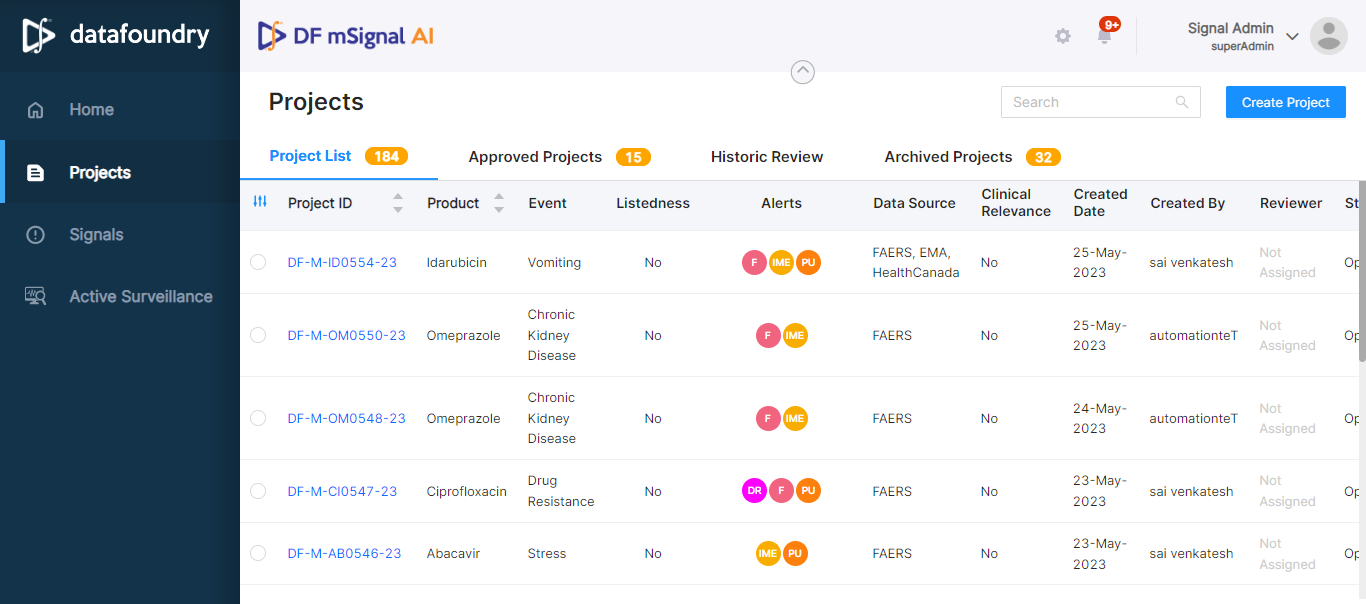 datafoundry
DF mSignal AI
9+
Signal Admin
superAdmin
Home
Projects
Signals
Active Surveillance
Projects
Search
Create Project
Project List 184
Approved Projects 15
Historic Review
Archived Projects 32
Project ID Product Event Listedness Alerts Data Source Clinical Relevance Created Date Created By Reviewer St
DF-M-ID0554-23 Idarubicin Vomiting No F IME PU FAERS, EMA, HealthCanada No 25-May-2023 sai venkatesh Not Assigned Op
DF-M-OM0550-23 Omeprazole Chronic Kidney Disease No F IME FAERS No 25-May-2023 automationteT Not Assigned Op
DF-M-OM0548-23 Omeprazole Chronic Kidney Disease No F IME FAERS No 24-May-2023 automationteT Not Assigned Op
DF-M-CI0547-23 Ciprofloxacin Drug Resistance No DR F PU FAERS No 23-May-2023 sai venkatesh Not Assigned Op
DF-M-AB0546-23 Abacavir Stress No IME PU FAERS No 23-May-2023 sai venkatesh Not Assigned Op